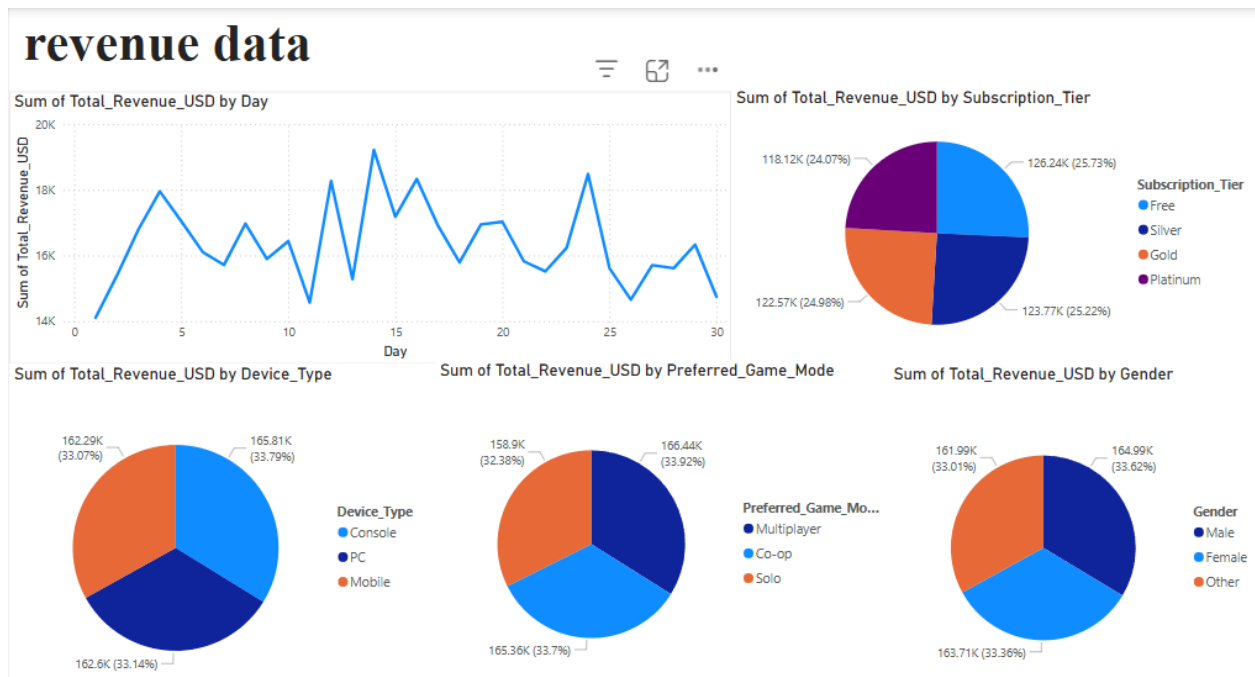 revenue data
Sum of Total_Revenue_USD by Day
Sum of Total_Revenue_USD
20K
18K
16K
14K
0
5
10
15
20
25
30
Day
Sum of Total_Revenue_USD by Subscription_Tier
118.12K (24.07%)
126.24K (25.73%)
122.57K (24.98%)
123.77K (25.22%)
Subscription_Tier
Free
Silver
Gold
Platinum
Sum of Total_Revenue_USD by Device_Type
162.29K
(33.07%)
165.81K
(33.79%)
162.6K (33.14%)
Device_Type
Console
PC
Mobile
Sum of Total_Revenue_USD by Preferred_Game_Mode
158.9K
(32.38%)
166.44K
(33.92%)
165.36K (33.7%)
Preferred_Game_Mo...
Multiplayer
Co-op
Solo
Sum of Total_Revenue_USD by Gender
161.99K
(33.01%)
164.99K
(33.62%)
163.71K (33.36%)
Gender
Male
Female
Other